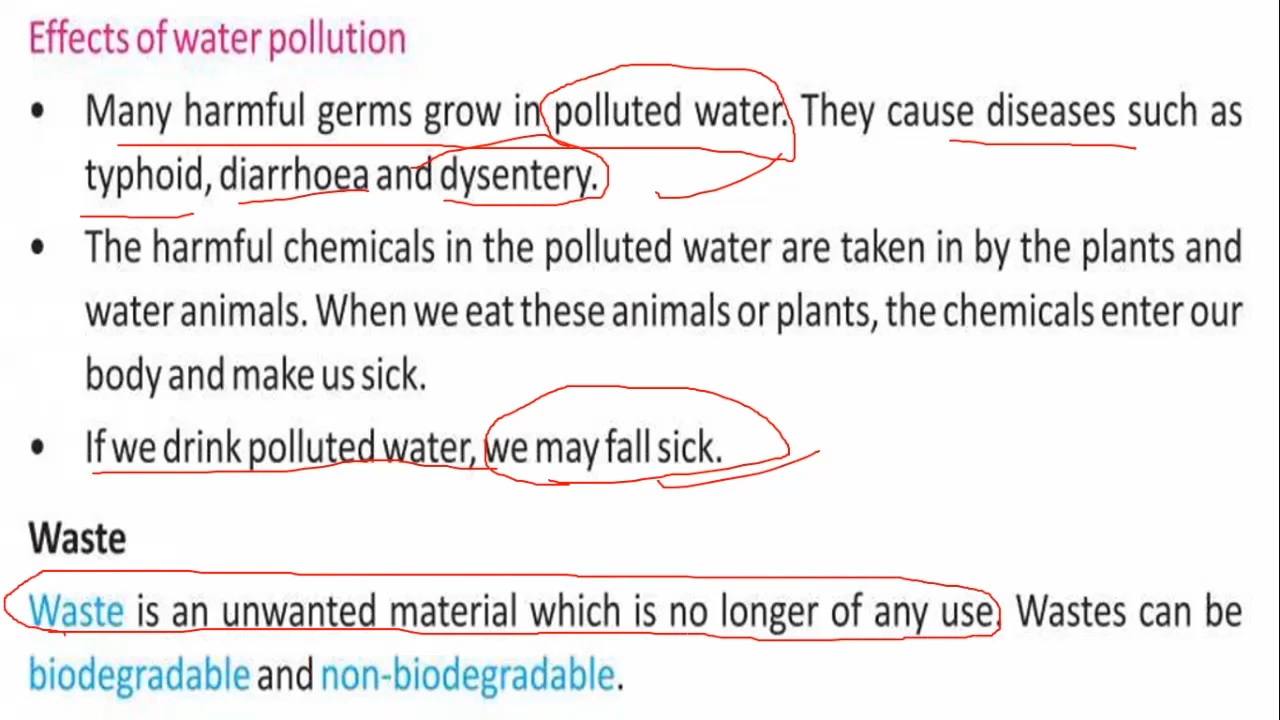 Effects of water pollution
• Many harmful germs grow in polluted water. They cause diseases such as
typhoid, diarrhoea and dysentery.
• The harmful chemicals in the polluted water are taken in by the plants and
water animals. When we eat these animals or plants, the chemicals enter our
body and make us sick.
• If we drink polluted water, we may fall sick.
Waste
Waste is an unwanted material which is no longer of any use. Wastes can be
biodegradable and non-biodegradable.